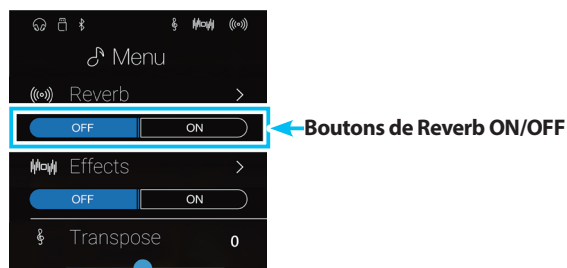 Menu
Reverb >
OFF ON
Boutons de Reverb ON/OFF
Effects >
OFF ON
Transpose 0